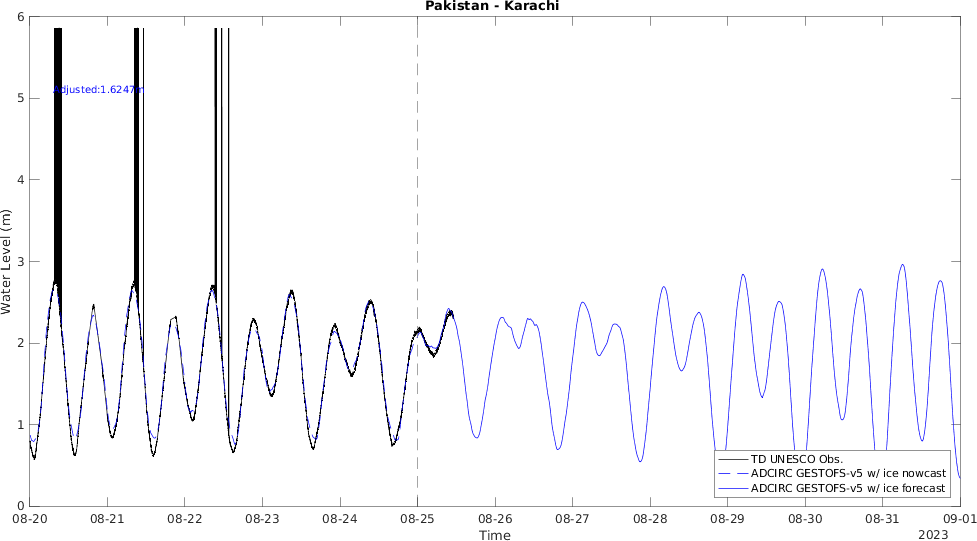 Pakistan - Karachi
6
5
4
3
2
1
0
Water Level (m)
Adjusted:1.6247m
TD UNESCO Obs.
ADCIRC GESTOFS-v5 w/ ice nowcast
ADCIRC GESTOFS-v5 w/ ice forecast
08-20 08-21 08-22 08-23 08-24 08-25 08-26 08-27 08-28 08-29 08-30 08-31 09-01
Time
2023